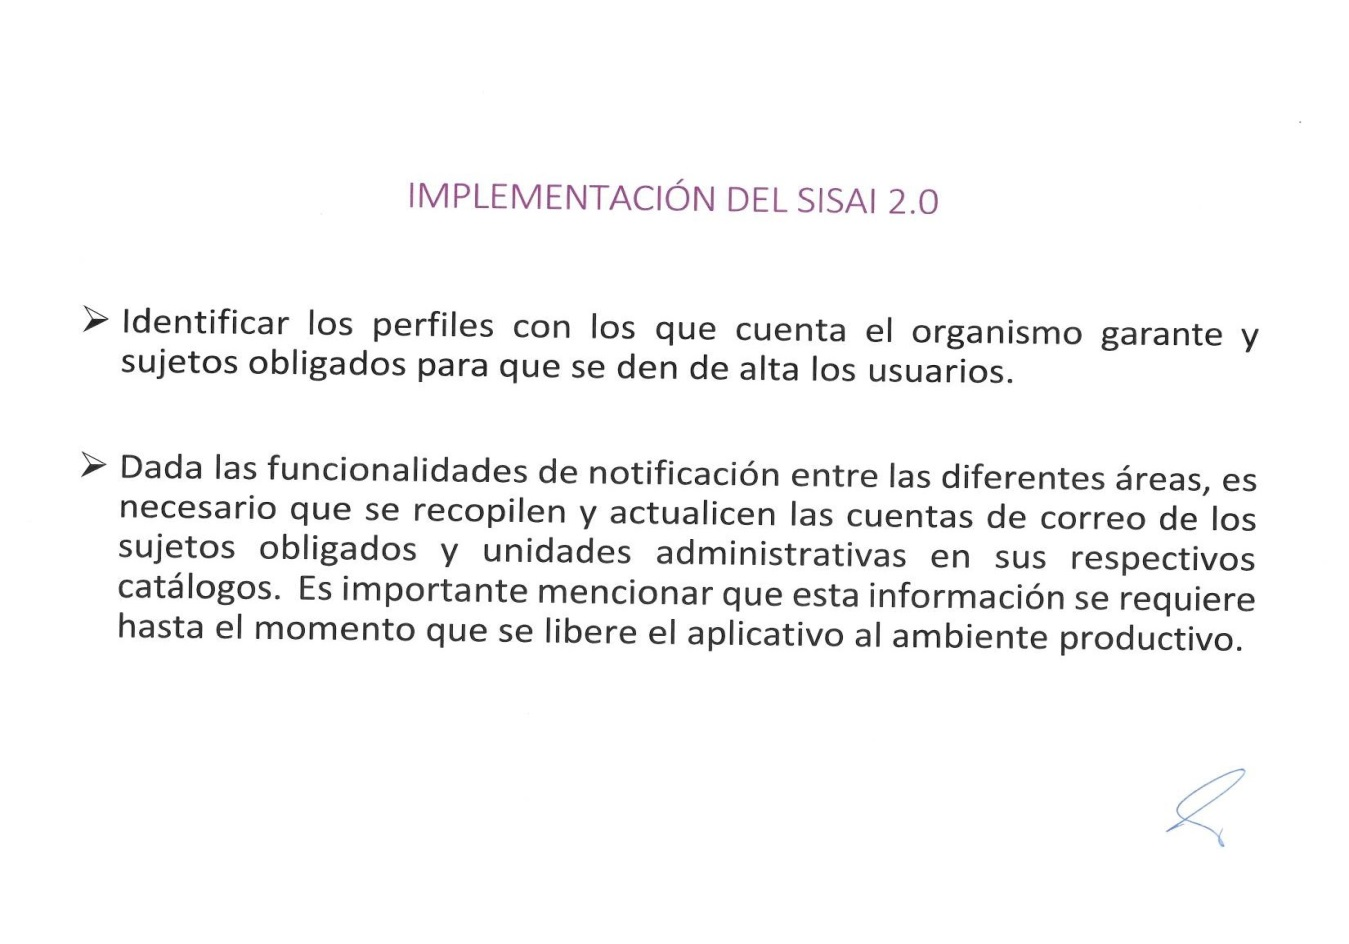 IMPLEMENTACIÓN DEL SISAI 2.0
➢ Identificar los perfiles con los que cuenta el organismo garante y
sujetos obligados para que se den de alta los usuarios.
➢ Dada las funcionalidades de notificación entre las diferentes áreas, es
necesario que se recopilen y actualicen las cuentas de correo de los
sujetos obligados y unidades administrativas en sus respectivos
catálogos. Es importante mencionar que esta información se requiere
hasta el momento que se libere el aplicativo al ambiente productivo.